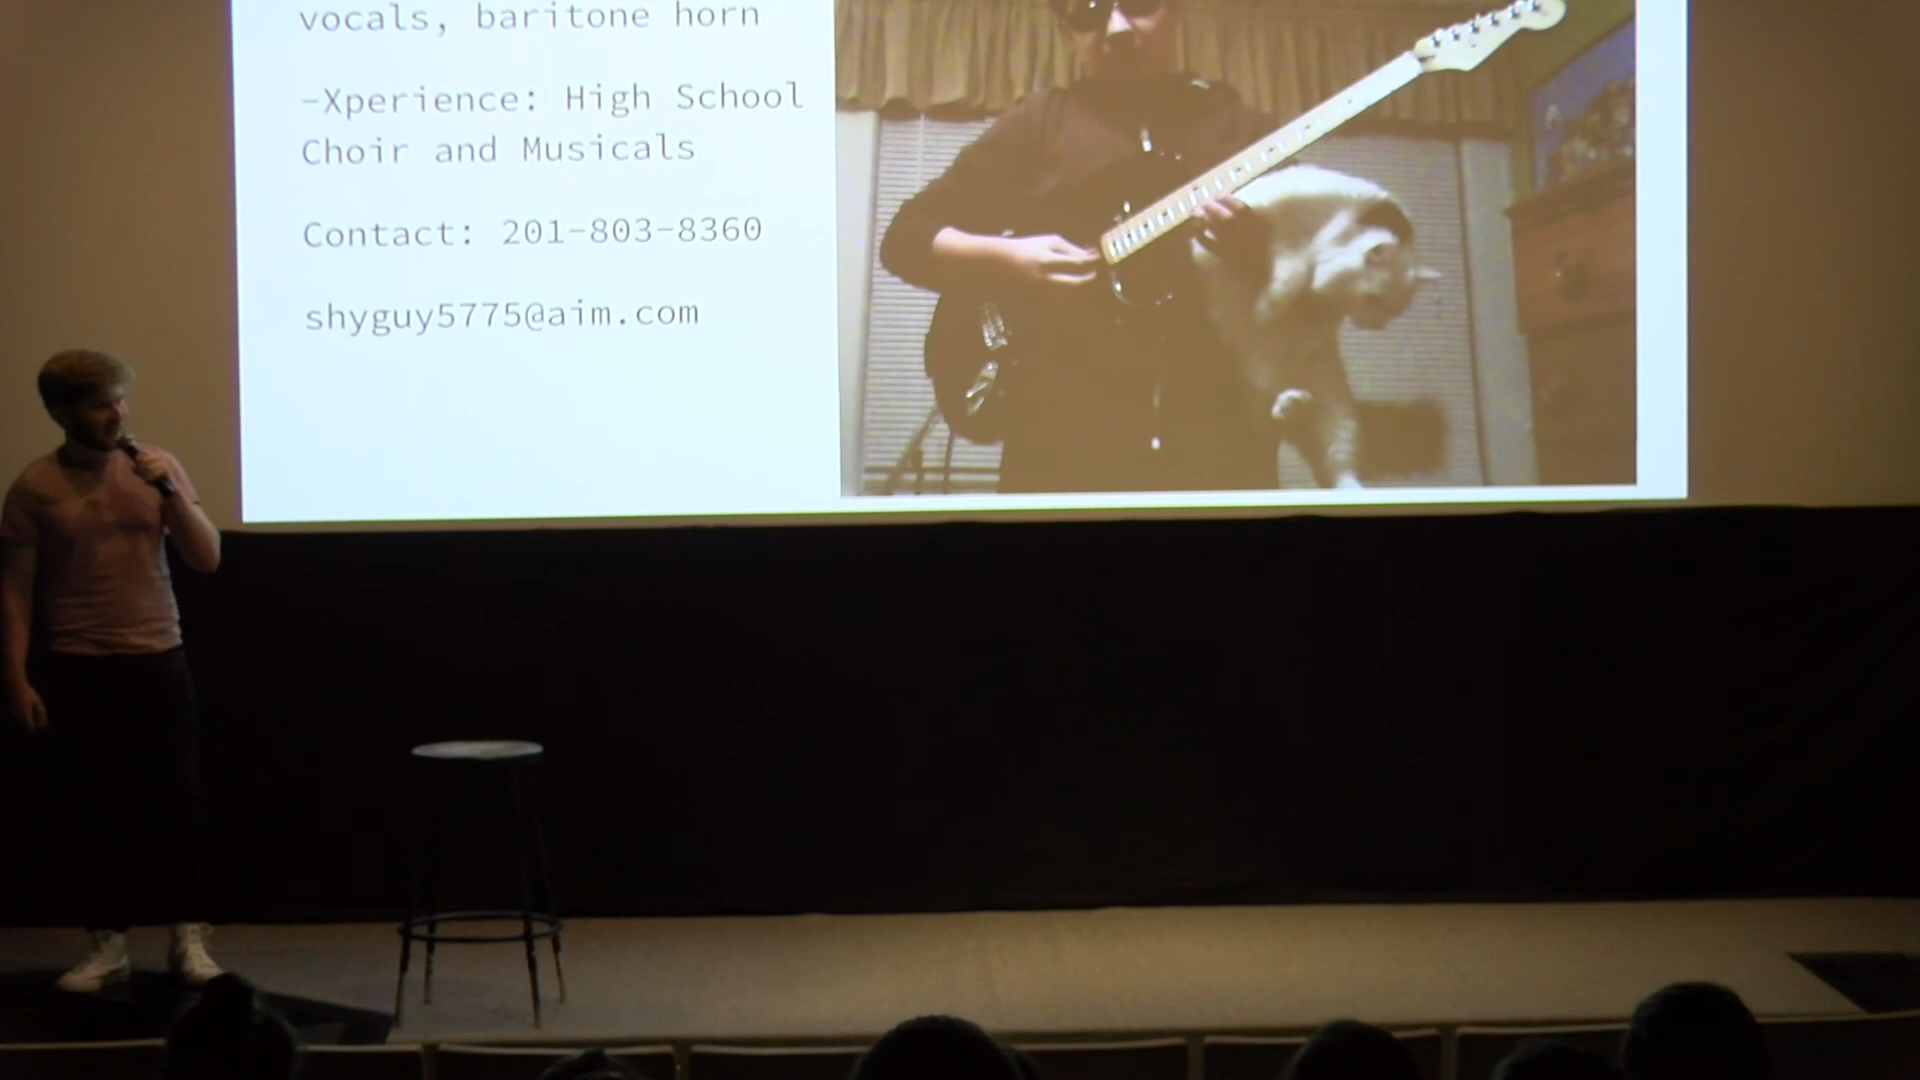 vocals, baritone horn
-Xperience: High School
Choir and Musicals
Contact: 201-803-8360
shyguy5775@aim.com